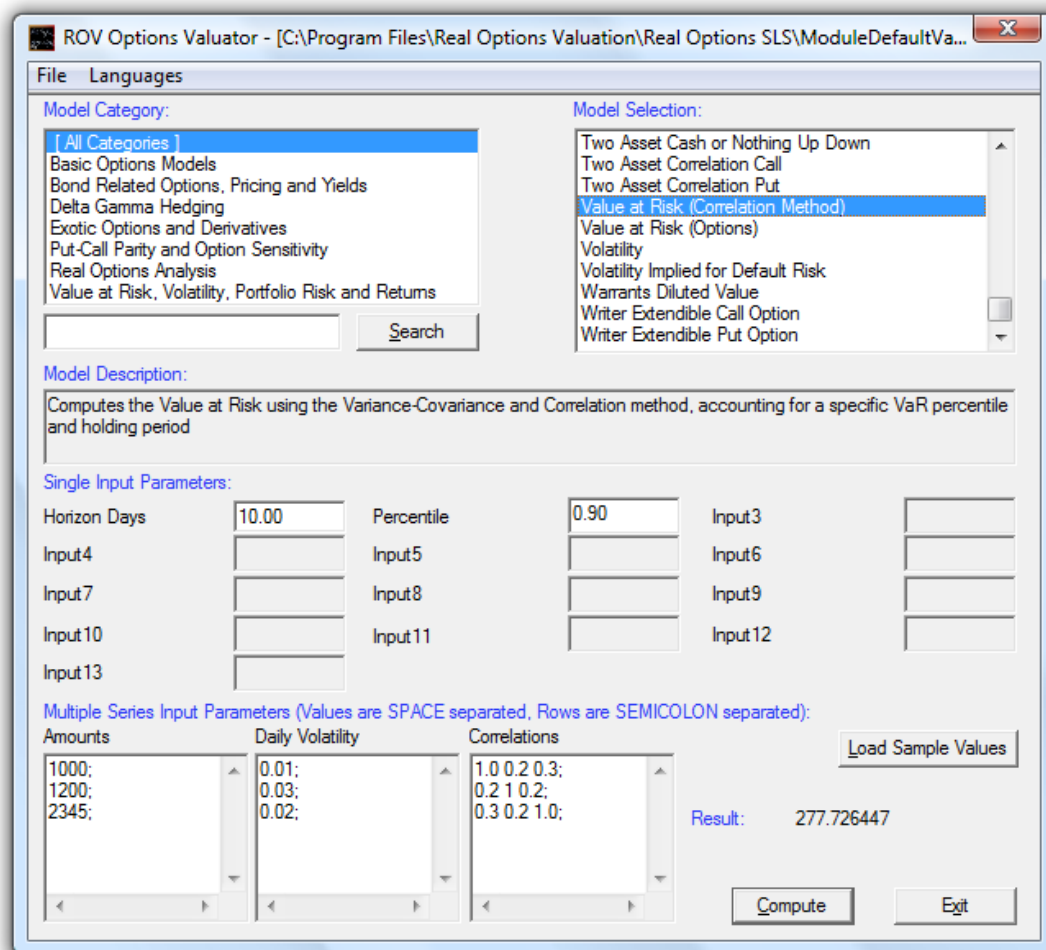 ROV Options Valuator - [C:\Program Files\Real Options Valuation\Real Options SLS\ModuleDefaultVa...
File Languages
Model Category:
[ All Categories ]
Basic Options Models
Bond Related Options, Pricing and Yields
Delta Gamma Hedging
Exotic Options and Derivatives
Put-Call Parity and Option Sensitivity
Real Options Analysis
Value at Risk, Volatility, Portfolio Risk and Returns
Search
Model Selection:
Two Asset Cash or Nothing Up Down
Two Asset Correlation Call
Two Asset Correlation Put
Value at Risk (Correlation Method)
Value at Risk (Options)
Volatility
Volatility Implied for Default Risk
Warrants Diluted Value
Writer Extendible Call Option
Writer Extendible Put Option
Model Description:
Computes the Value at Risk using the Variance-Covariance and Correlation method, accounting for a specific VaR percentile
and holding period
Single Input Parameters:
Horizon Days 10.00 Percentile 0.90 Input3
Input4 Input5 Input6
Input7 Input8 Input9
Input10 Input11 Input12
Input13
Multiple Series Input Parameters (Values are SPACE separated, Rows are SEMICOLON separated):
Amounts
1000;
1200;
2345;
Daily Volatility
0.01;
0.03;
0.02;
Correlations
1.0 0.2 0.3;
0.2 1 0.2;
0.3 0.2 1.0;
Load Sample Values
Result: 277.726447
Compute Exit